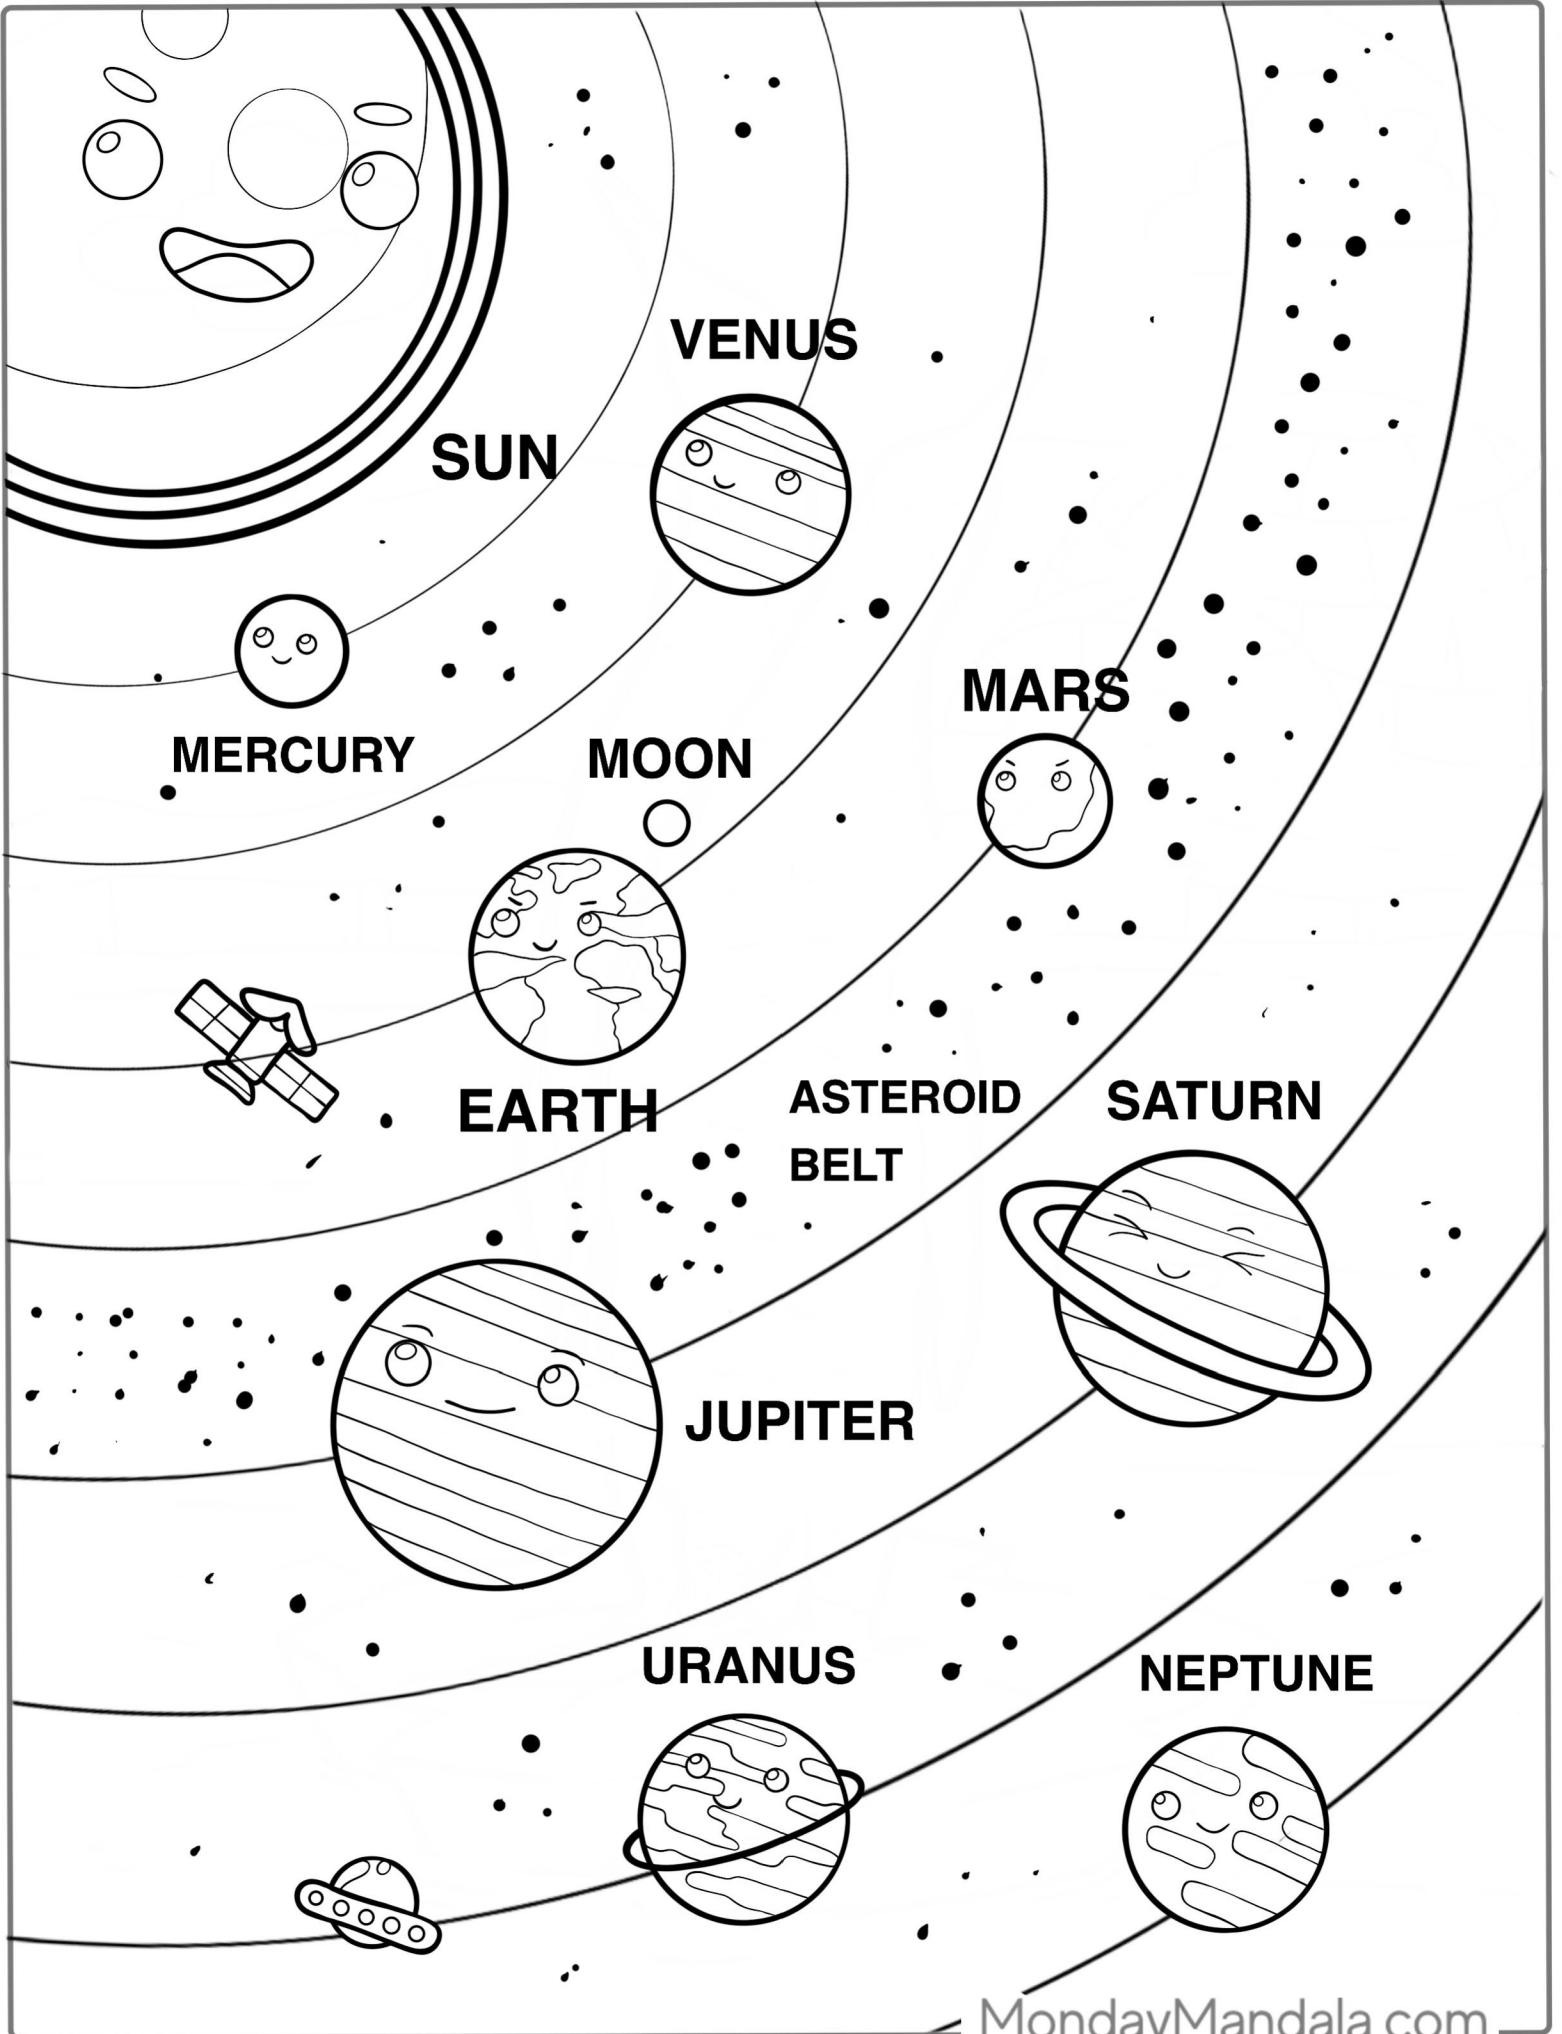 VENUS
SUN
MARS
MERCURY
MOON
EARTH
ASTEROID
BELT
SATURN
JUPITER
URANUS
NEPTUNE
MondayMandala.com